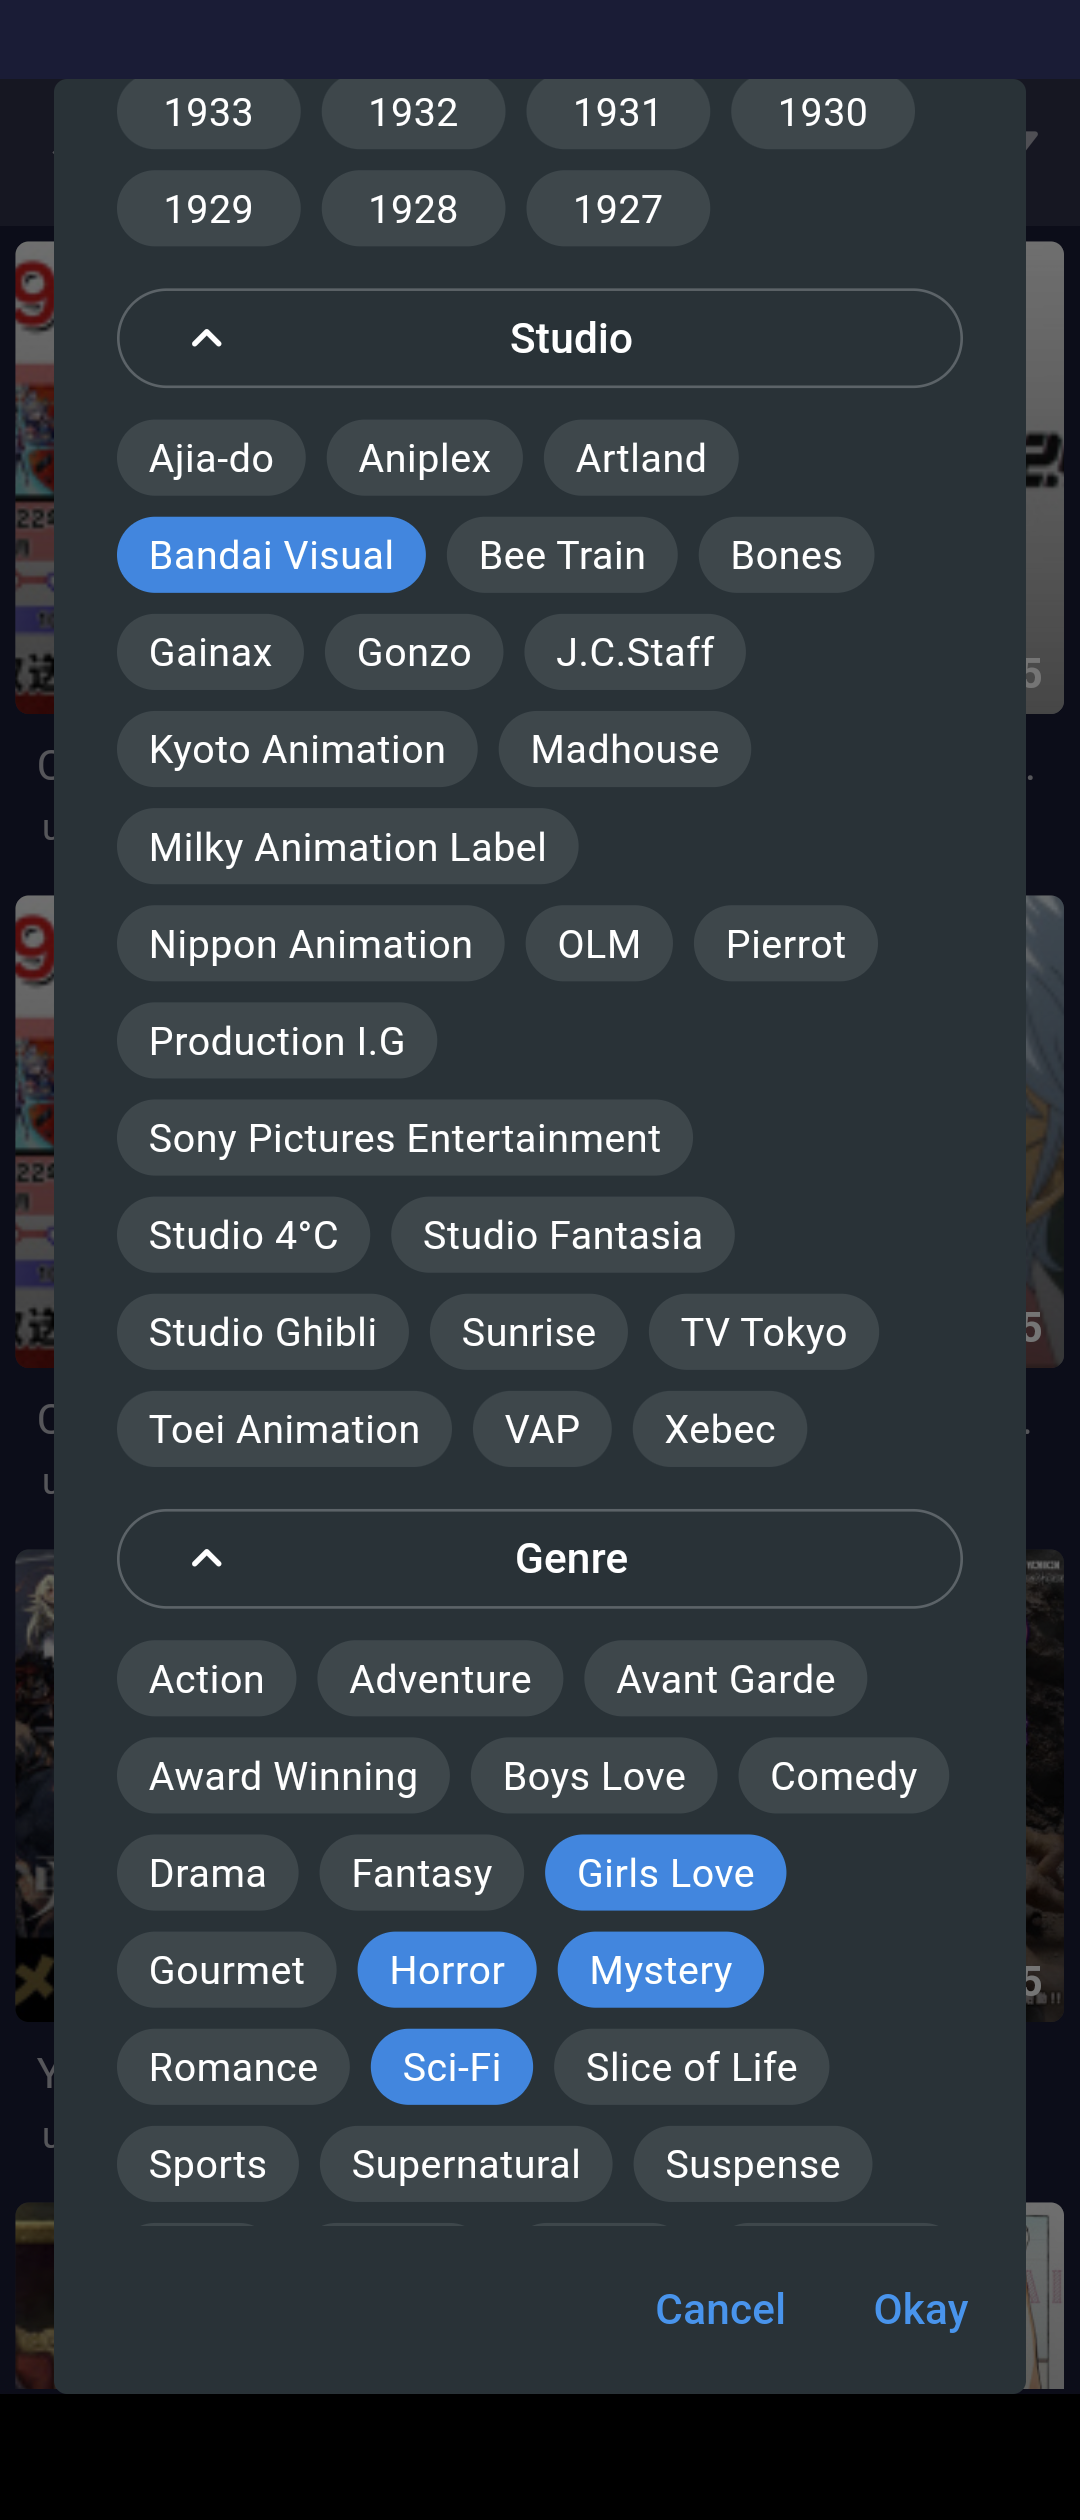 1933 1932 1931 1930
1929 1928 1927
Studio
Ajia-do Aniplex Artland
Bandai Visual Bee Train Bones
Gainax Gonzo J.C.Staff
Kyoto Animation Madhouse
Milky Animation Label
Nippon Animation OLM Pierrot
Production I.G
Sony Pictures Entertainment
Studio 4°C Studio Fantasia
Studio Ghibli Sunrise TV Tokyo
Toei Animation VAP Xebec
Genre
Action Adventure Avant Garde
Award Winning Boys Love Comedy
Drama Fantasy Girls Love
Gourmet Horror Mystery
Romance Sci-Fi Slice of Life
Sports Supernatural Suspense
Cancel Okay